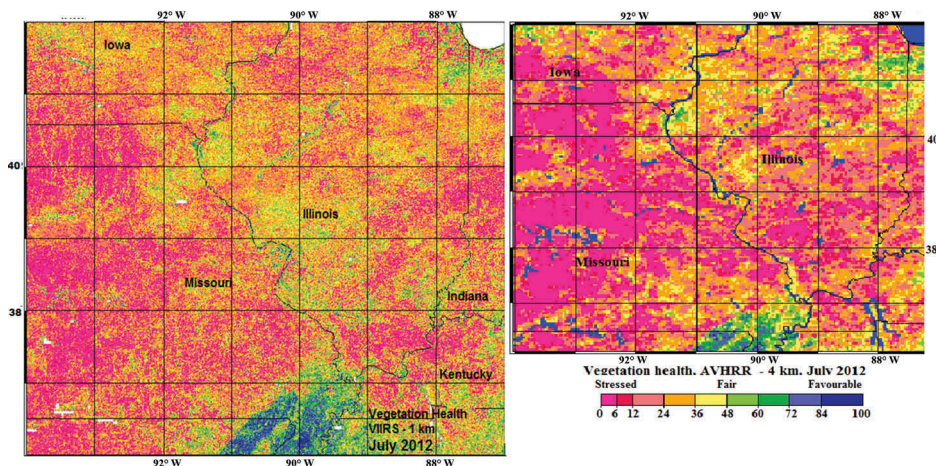 92°W 90°W 88°W
Iowa
40°
Illinois
Missouri
Indiana
38°
Kentucky
Vegetation Health
VIIRS - 1 km
July 2012
92° W 90° W 88° W
92°W 90°W 88°W
Iowa
40
Illinois
38
Missouri
92°W 90°W 88°W
Vegetation health. AVHRR - 4 km. July 2012
Stressed Fair Favourable
0 6 12 24 36 48 60 72 84 100